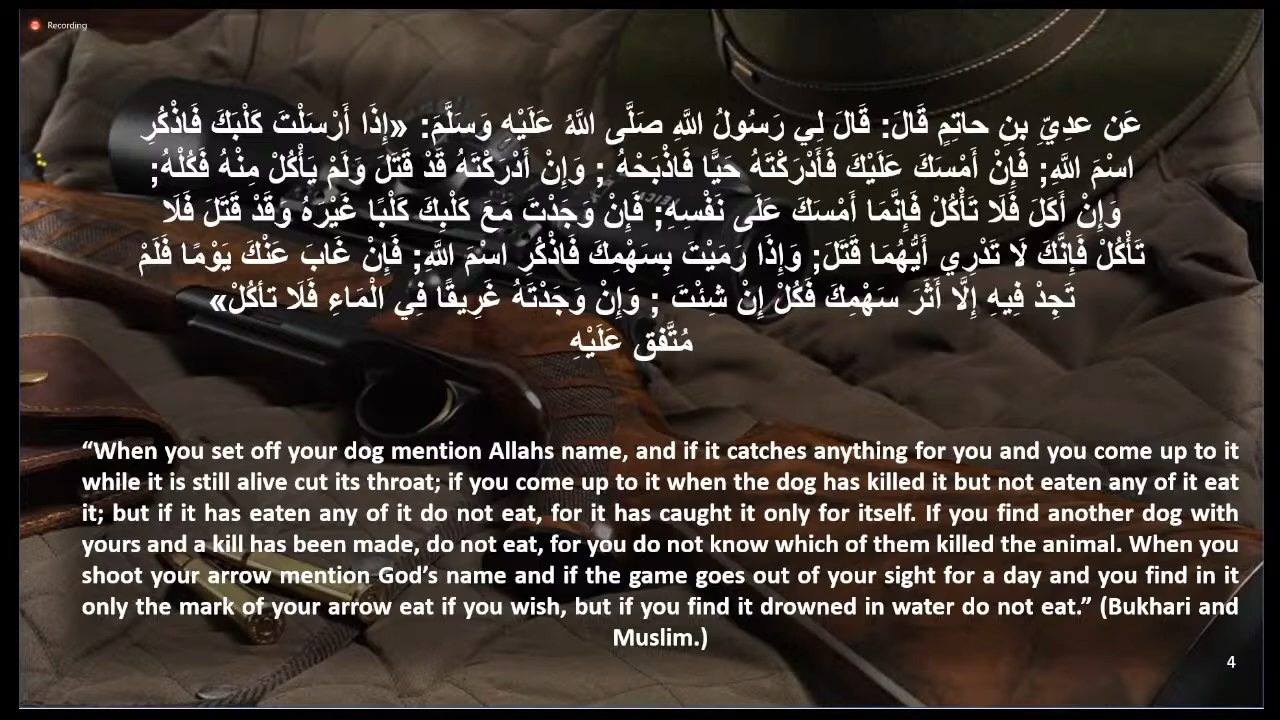 Recording
عَن عدِيّ بن حاتِمٍ قَالَ: قَالَ لِي رَسُولُ اللهِ صَلَّى اللهُ عَلَيْهِ وَسَلَّمَ: «إِذَا أَرْسَلْتَ كَلْبَكَ فَاذْكُرِ
اسْمَ اللهِ; فَإِنْ أَمْسَكَ عَلَيْكَ فَأَدْرَكْتَهُ حَيًّا فَاذْبَحْهُ ; وَإِنْ أَدْرَكْتَهُ قَدْ قَتَلَ وَلَمْ يَأْكُلْ مِنْهُ فَكُلْهُ;
وَإِنْ أَكَلَ فَلَا تَأْكُلْ فَإِنَّمَا أَمْسَكَ عَلَى نَفْسِهِ; فَإِنْ وَجَدْتَ مَعَ كَلْبِكَ كَلْبًا غَيْرَهُ وَقَدْ قَتَلَ فَلَا
تَأْكُلْ فَإِنَّكَ لَا تَدْرِي أَيُّهُمَا قَتَلَ; وَإِذَا رَمَيْتَ بِسَهْمِكَ فَاذْكُرِ اسْمَ اللهِ; فَإِنْ غَابَ عَنْكَ يَوْمًا فَلَمْ
تَجِدْ فِيهِ إِلَّا أَثَرَ سَهْمِكَ فَكُلْ إِنْ شِئْتَ ; وَإِنْ وَجَدْتَهُ غَرِيقًا فِي الْمَاءِ فَلَا تَأكُلْ»
مُتَّفق عَلَيْهِ
“When you set off your dog mention Allahs name, and if it catches anything for you and you come up to it
while it is still alive cut its throat; if you come up to it when the dog has killed it but not eaten any of it eat
it; but if it has eaten any of it do not eat, for it has caught it only for itself. If you find another dog with
yours and a kill has been made, do not eat, for you do not know which of them killed the animal. When you
shoot your arrow mention God’s name and if the game goes out of your sight for a day and you find in it
only the mark of your arrow eat if you wish, but if you find it drowned in water do not eat.” (Bukhari and
Muslim.)
4